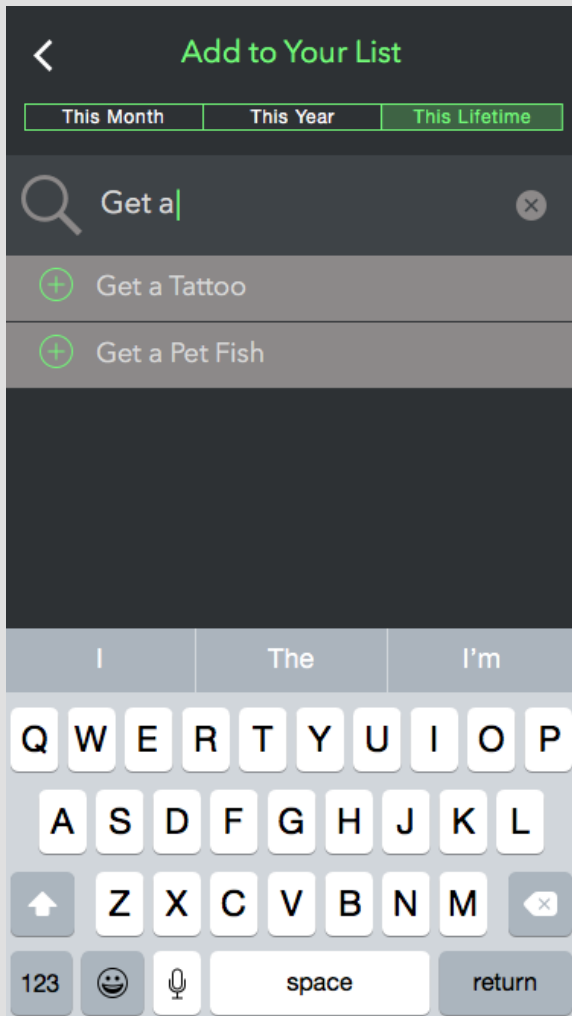 Add to Your List
This Month This Year This Lifetime
Get a
Get a Tattoo
Get a Pet Fish
I The I'm
Q W E R T Y U I O P
A S D F G H J K L
Z X C V B N M
123 space return